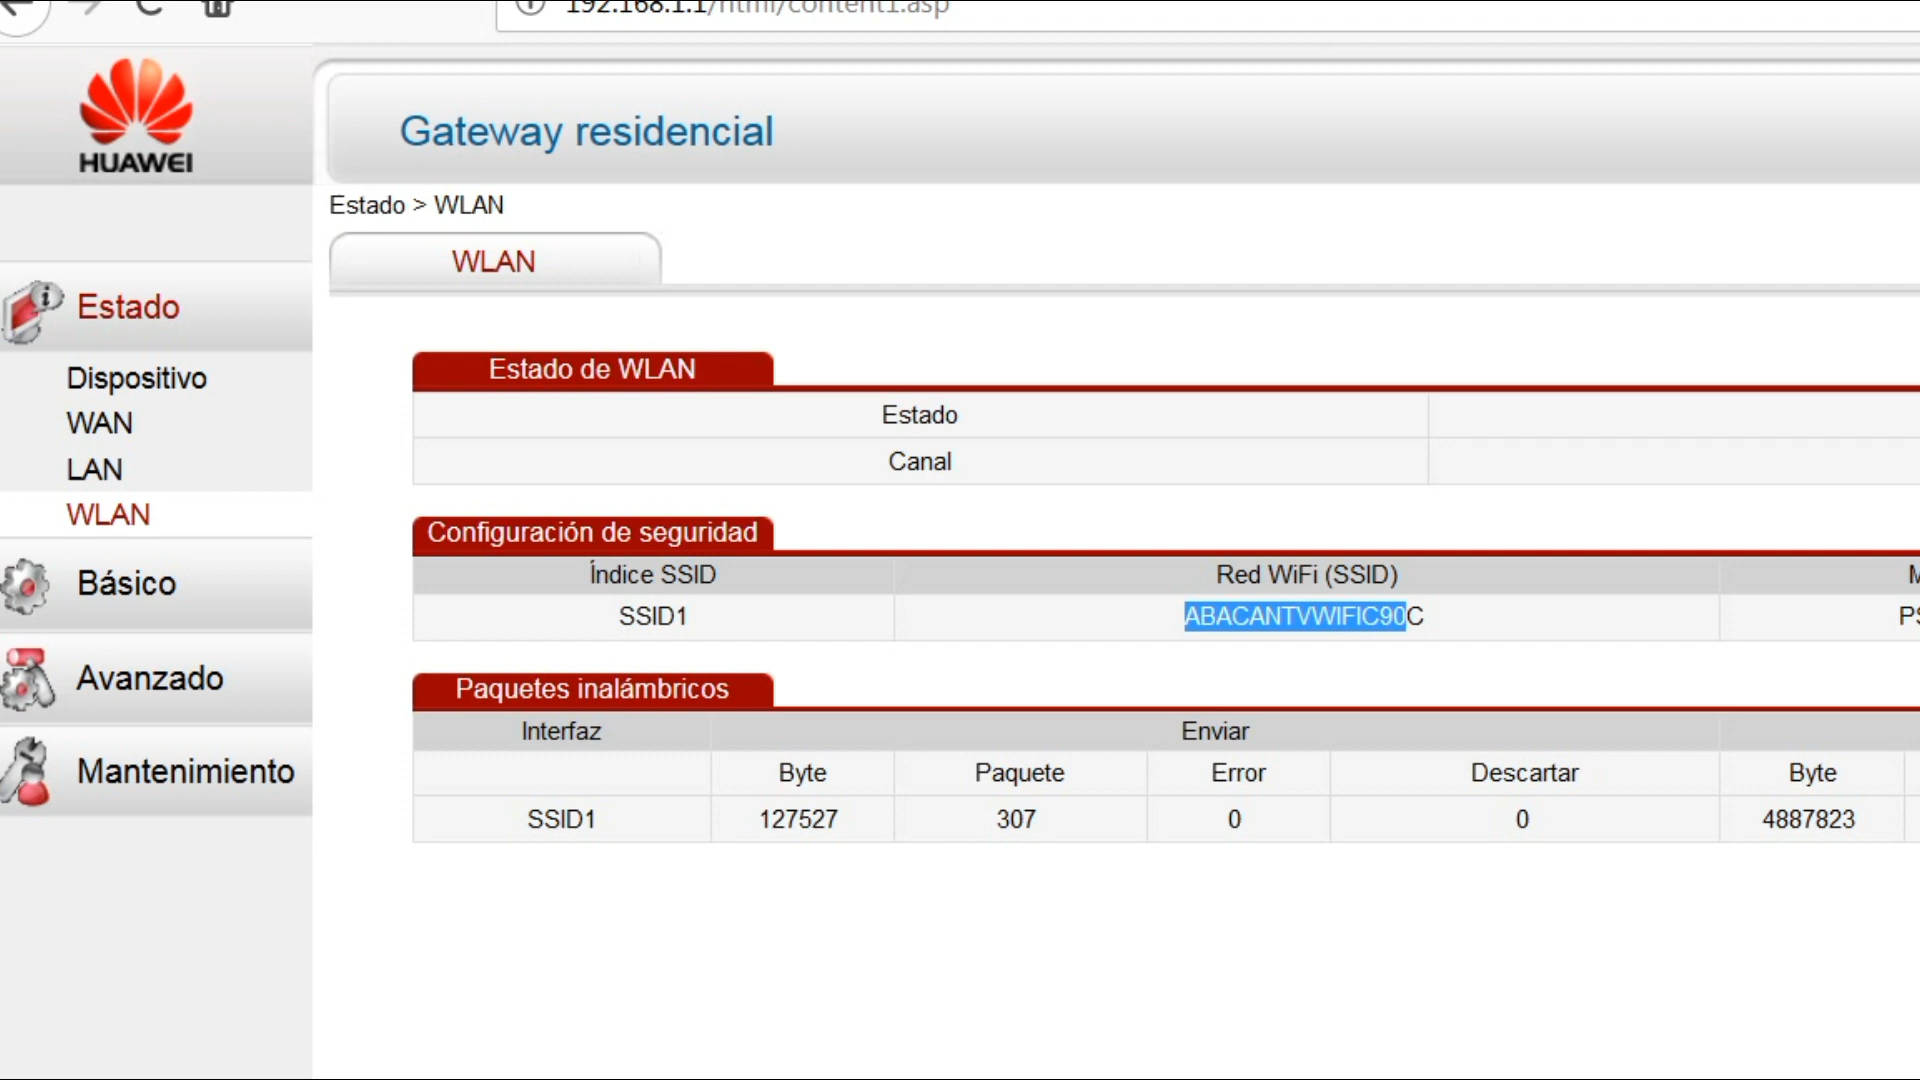 192.168.1.1/html/content1.asp
HUAWEI
Gateway residencial
Estado > WLAN
WLAN
Estado
Dispositivo
WAN
LAN
WLAN
Básico
Avanzado
Mantenimiento
Estado de WLAN
Estado
Canal
Configuración de seguridad
Índice SSID Red WiFi (SSID)
SSID1 ABACANTVWIFIC90C
Paquetes inalámbricos
Interfaz Enviar
Byte Paquete Error Descartar Byte
SSID1 127527 307 0 0 4887823